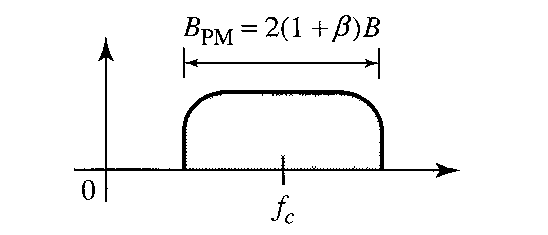 B_PM = 2(1 + β)B
0
f_c